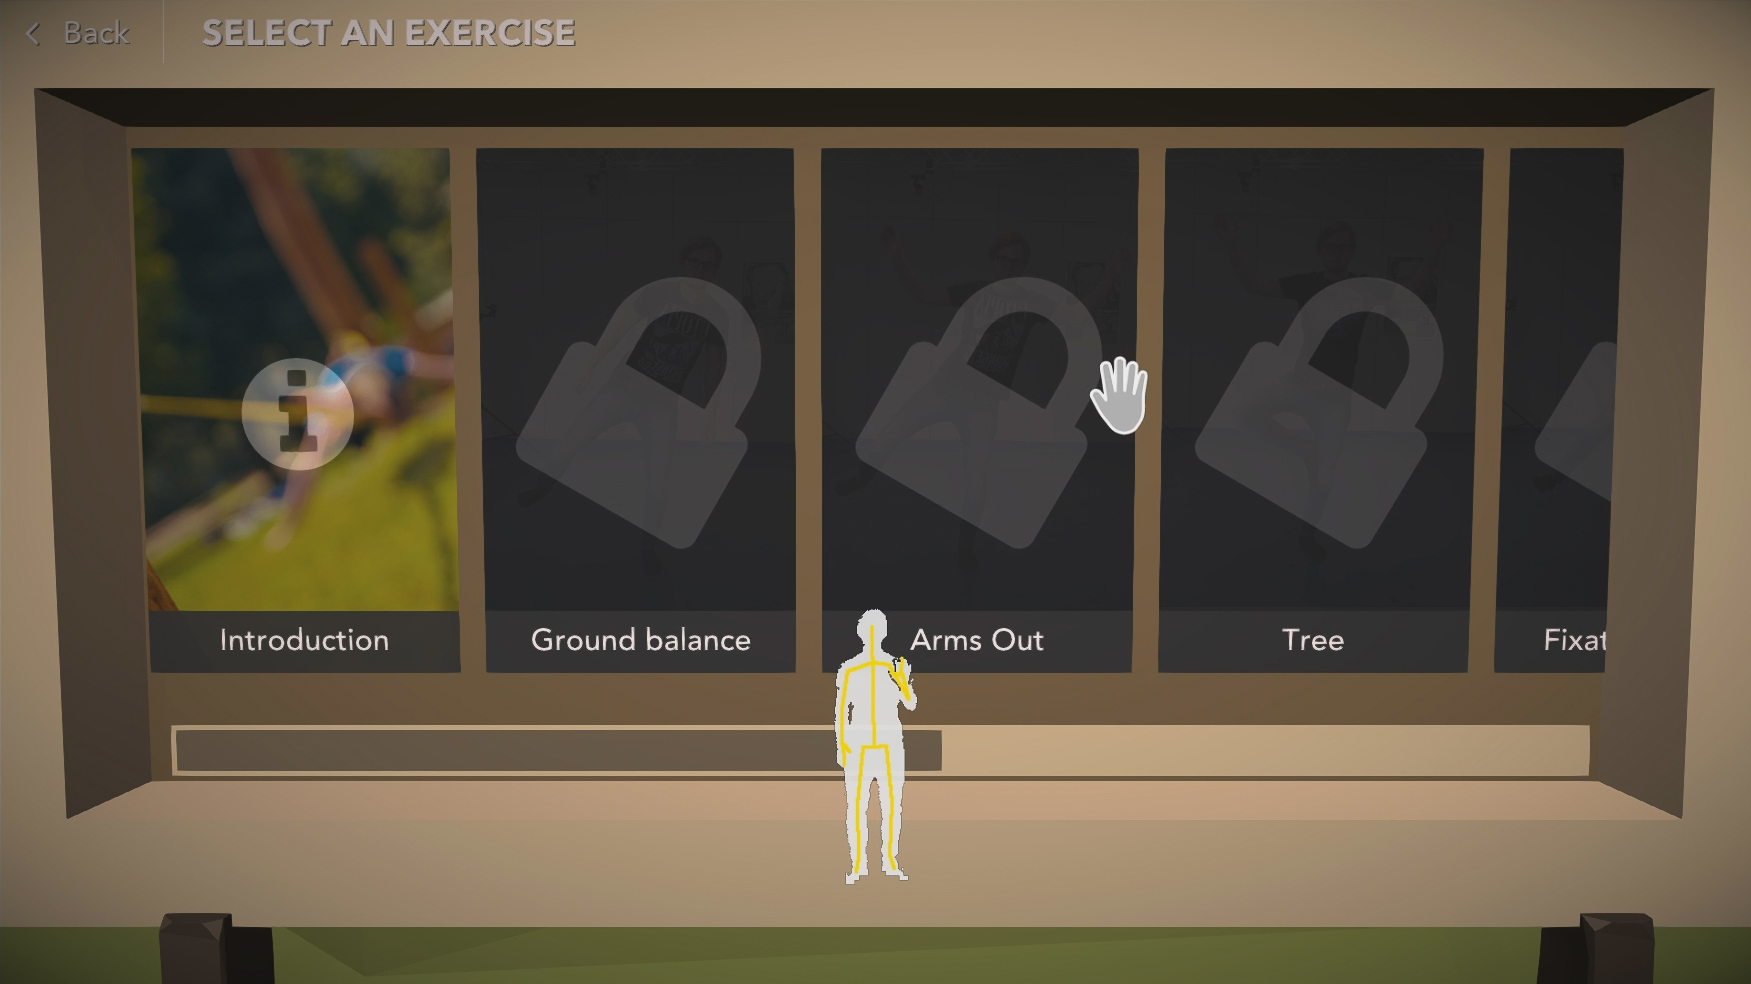 Back
SELECT AN EXERCISE
Introduction
Ground balance
Arms Out
Tree
Fixat